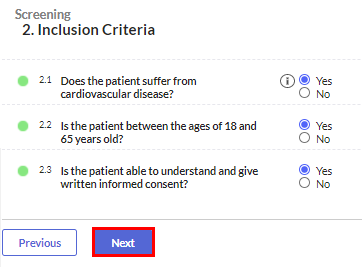 Screening
2. Inclusion Criteria
2.1 Does the patient suffer from i Yes
cardiovascular disease? No
2.2 Is the patient between the ages of 18 and Yes
65 years old? No
2.3 Is the patient able to understand and give Yes
written informed consent? No
Previous Next